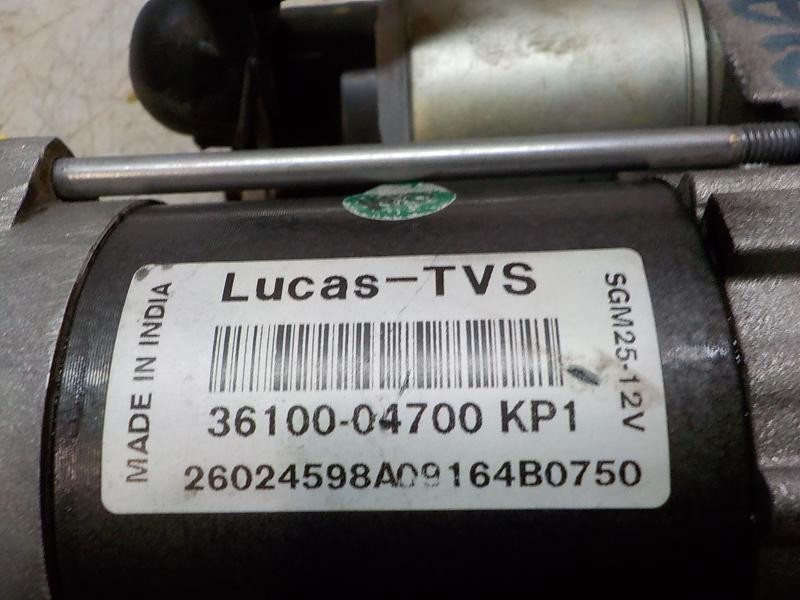 Lucas-TVS
MADE IN INDIA
SGM25-12V
36100-04700 KP1
26024598A09164B0750